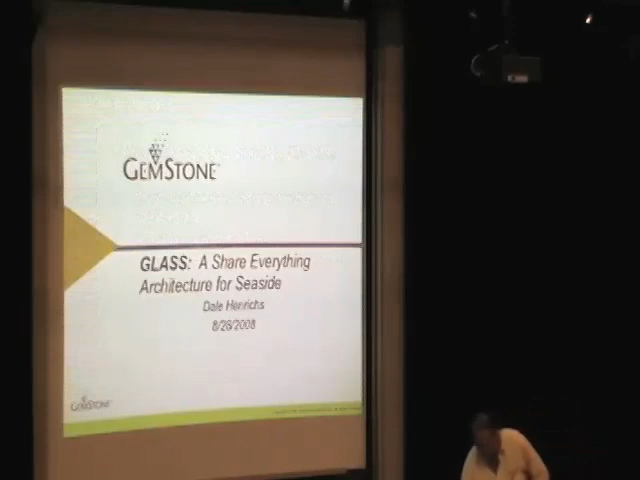 GEMSTONE
GLASS: A Share Everything
Architecture for Seaside
Dale Henrichs
8/26/2008
GEMSTONE